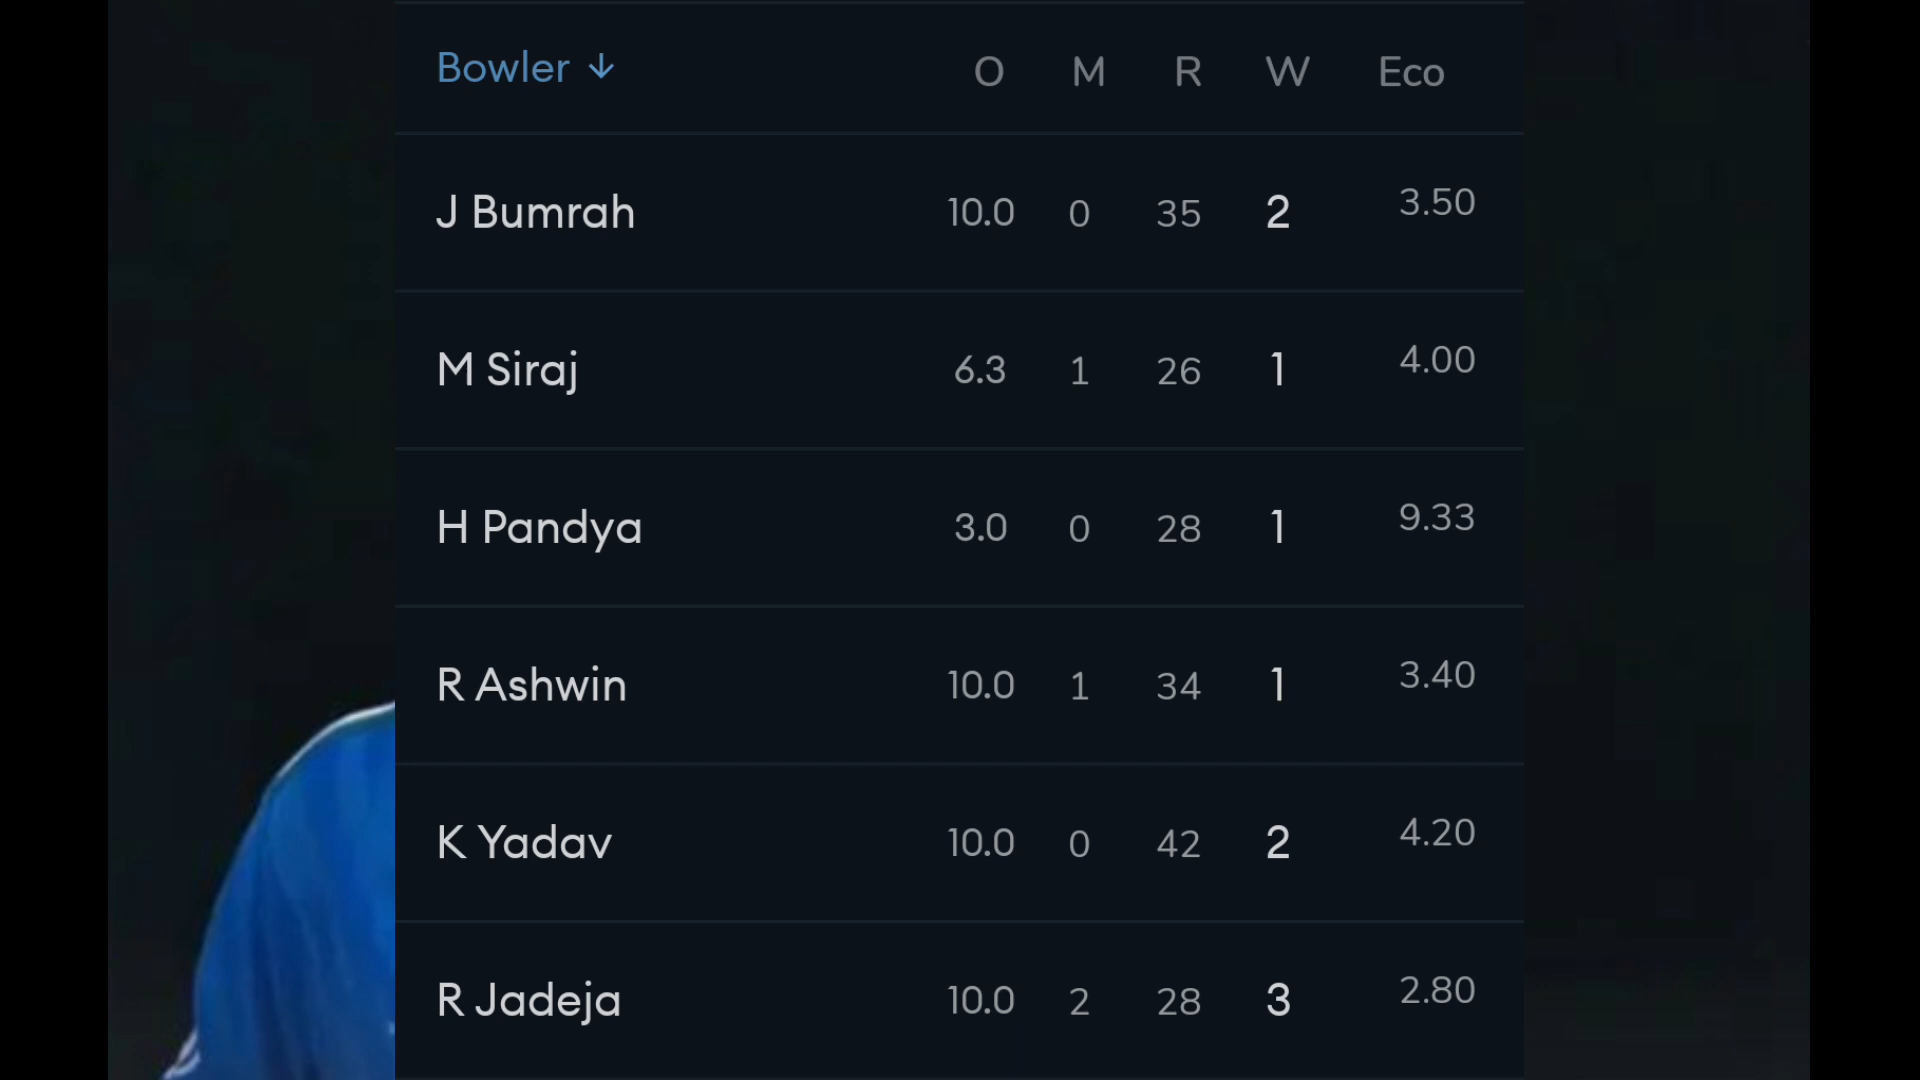 Bowler ↓ O M R W Eco
J Bumrah 10.0 0 35 2 3.50
M Siraj 6.3 1 26 1 4.00
H Pandya 3.0 0 28 1 9.33
R Ashwin 10.0 1 34 1 3.40
K Yadav 10.0 0 42 2 4.20
R Jadeja 10.0 2 28 3 2.80